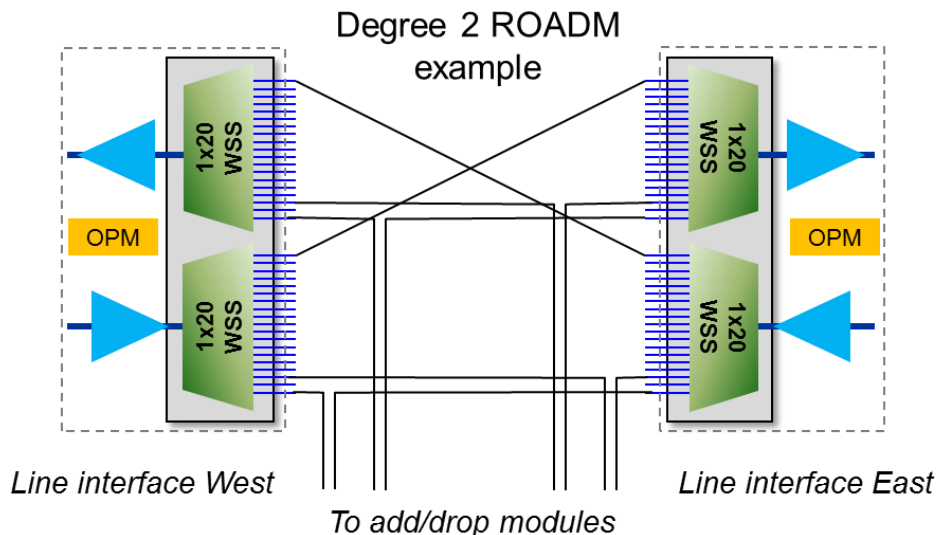 Degree 2 ROADM
example
1x20
WSS
1x20
WSS
OPM
OPM
1x20
WSS
1x20
WSS
Line interface West
Line interface East
To add/drop modules